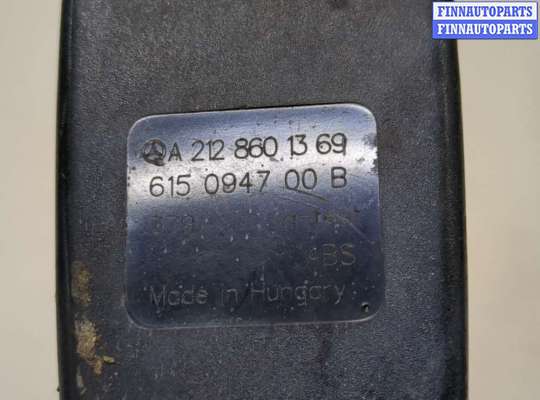 FINNAUTOPARTS
FINNAUTOPARTS
A 212 860 13 69
615 0947 00 B
Made in Hungary